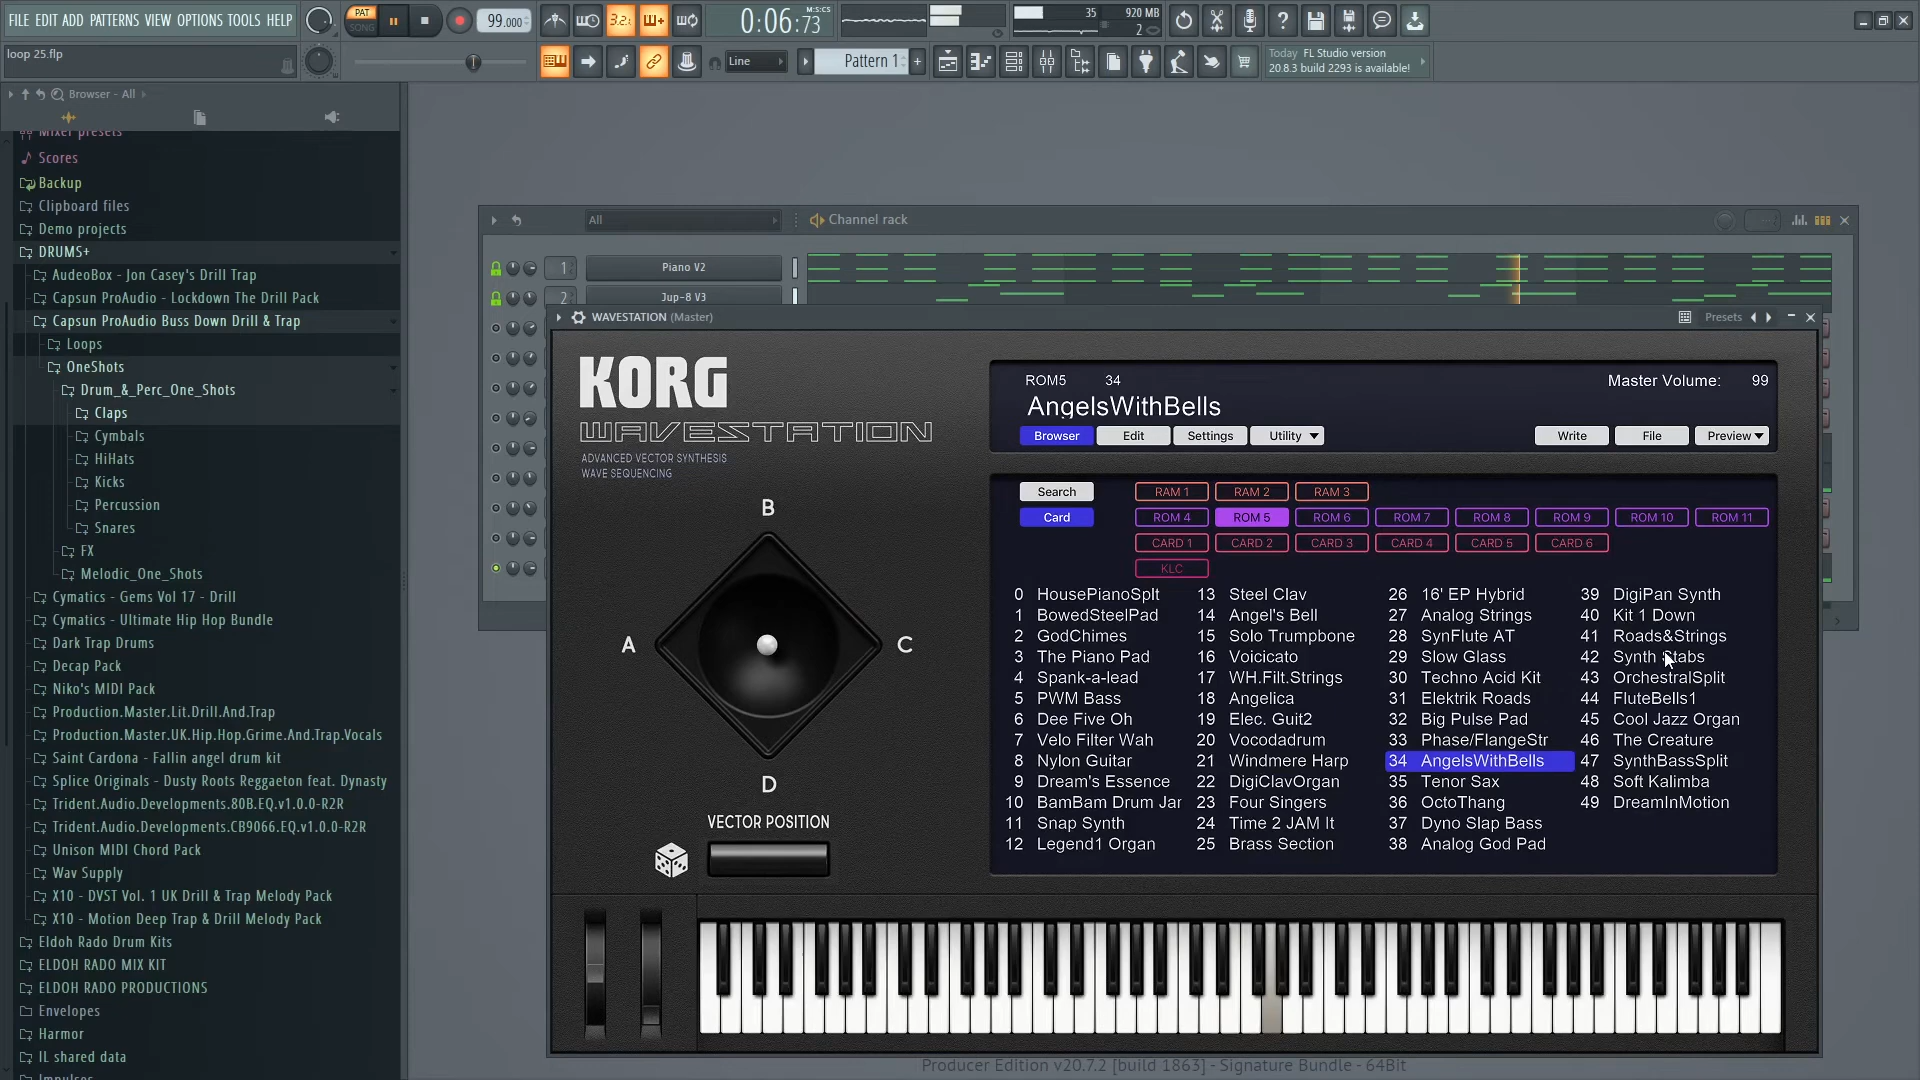 FILE EDIT ADD PATTERNS VIEW OPTIONS TOOLS HELP
PAT
SONG
99.000
3.2.
0:06:73
M:S:CS
35
920 MB
2
loop 25.flp
Line
Pattern 1
Today FL Studio version
20.8.3 build 2293 is available!
Browser - All
Mixer presets
Scores
Backup
Clipboard files
Demo projects
DRUMS+
AudeoBox - Jon Casey's Drill Trap
Capsun ProAudio - Lockdown The Drill Pack
Capsun ProAudio Buss Down Drill & Trap
Loops
OneShots
Drum_&_Perc_One_Shots
Claps
Cymbals
HiHats
Kicks
Percussion
Snares
FX
Melodic_One_Shots
Cymatics - Gems Vol 17 - Drill
Cymatics - Ultimate Hip Hop Bundle
Dark Trap Drums
Decap Pack
Niko's MIDI Pack
Production.Master.Lit.Drill.And.Trap
Production.Master.UK.Hip.Hop.Grime.And.Trap.Vocals
Saint Cardona - Fallin angel drum kit
Splice Originals - Dusty Roots Reggaeton feat. Dynasty
Trident.Audio.Developments.80B.EQ.v1.0.0-R2R
Trident.Audio.Developments.CB9066.EQ.v1.0.0-R2R
Unison MIDI Chord Pack
Wav Supply
X10 - DVST Vol. 1 UK Drill & Trap Melody Pack
X10 - Motion Deep Trap & Drill Melody Pack
Eldoh Rado Drum Kits
ELDOH RADO MIX KIT
ELDOH RADO PRODUCTIONS
Envelopes
Harmor
IL shared data
Impulses
All
Channel rack
1
Piano V2
2
Jup-8 V3
WAVESTATION (Master)
Presets
KORG
WAVESTATION
ADVANCED VECTOR SYNTHESIS
WAVE SEQUENCING
B
A
C
D
VECTOR POSITION
ROM5 34
Master Volume: 99
AngelsWithBells
Browser Edit Settings Utility Write File Preview
Search RAM 1 RAM 2 RAM 3
Card ROM 4 ROM 5 ROM 6 ROM 7 ROM 8 ROM 9 ROM 10 ROM 11
CARD 1 CARD 2 CARD 3 CARD 4 CARD 5 CARD 6
KLC
0 HousePianoSplt
1 BowedSteelPad
2 GodChimes
3 The Piano Pad
4 Spank-a-lead
5 PWM Bass
6 Dee Five Oh
7 Velo Filter Wah
8 Nylon Guitar
9 Dream's Essence
10 BamBam Drum Jar
11 Snap Synth
12 Legend1 Organ
13 Steel Clav
14 Angel's Bell
15 Solo Trumpbone
16 Voicicato
17 WH.Filt.Strings
18 Angelica
19 Elec. Guit2
20 Vocodadrum
21 Windmere Harp
22 DigiClavOrgan
23 Four Singers
24 Time 2 JAM It
25 Brass Section
26 16' EP Hybrid
27 Analog Strings
28 SynFlute AT
29 Slow Glass
30 Techno Acid Kit
31 Elektrik Roads
32 Big Pulse Pad
33 Phase/FlangeStr
34 AngelsWithBells
35 Tenor Sax
36 OctoThang
37 Dyno Slap Bass
38 Analog God Pad
39 DigiPan Synth
40 Kit 1 Down
41 Roads&Strings
42 Synth Stabs
43 OrchestralSplit
44 FluteBells1
45 Cool Jazz Organ
46 The Creature
47 SynthBassSplit
48 Soft Kalimba
49 DreamInMotion
Producer Edition v20.7.2 [build 1863] - Signature Bundle - 64Bit